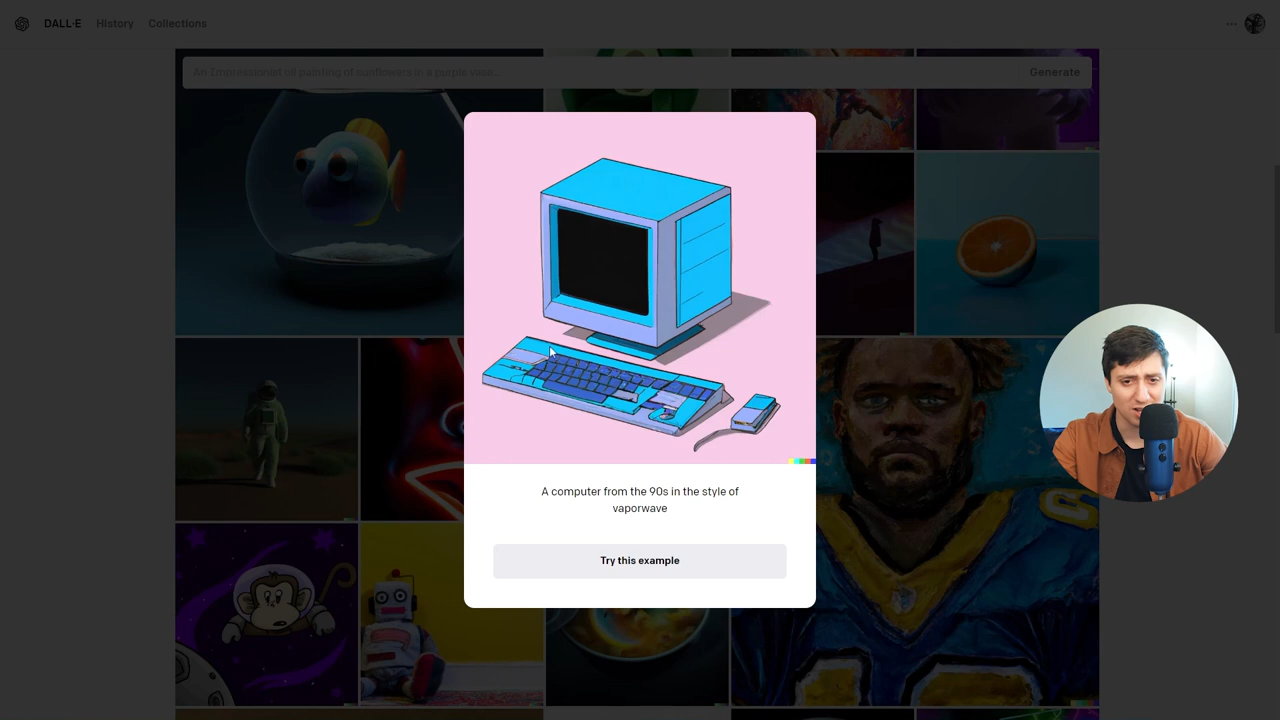 DALL·E
History
Collections
An Impressionist oil painting of sunflowers in a purple vase...
Generate
A computer from the 90s in the style of
vaporwave
Try this example